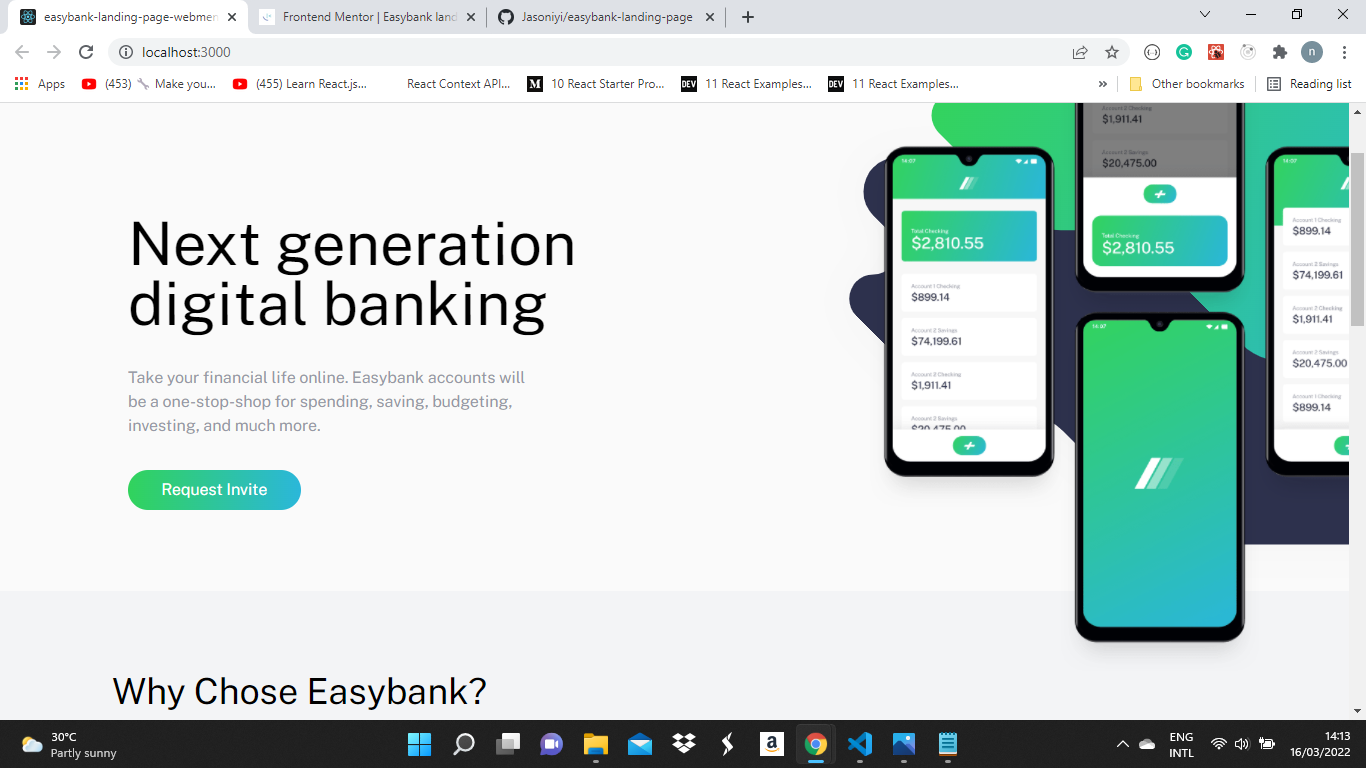 easybank-landing-page-webmen
Frontend Mentor | Easybank land
Jasoniyi/easybank-landing-page
localhost:3000
n
Apps
(453) 🔧 Make you...
(455) Learn React.js...
React Context API...
M
10 React Starter Pro...
DEV
11 React Examples...
DEV
11 React Examples...
»
Other bookmarks
Reading list
Next generation
digital banking
Take your financial life online. Easybank accounts will
be a one-stop-shop for spending, saving, budgeting,
investing, and much more.
Request Invite
14:07
Total Checking
$2,810.55
Account 1 Checking
$899.14
Account 2 Savings
$74,199.61
Account 2 Checking
$1,911.41
Account 2 Savings
$20,475.00
Account 2 Checking
$1,911.41
Account 2 Savings
$20,475.00
Total Checking
$2,810.55
14:07
14:07
Account 1 Checking
$899.14
Account 2 Savings
$74,199.61
Account 2 Checking
$1,911.41
Account 2 Savings
$20,475.00
Account 1 Checking
$899.14
Why Chose Easybank?
30°C
Partly sunny
a
ENG
INTL
14:13
16/03/2022